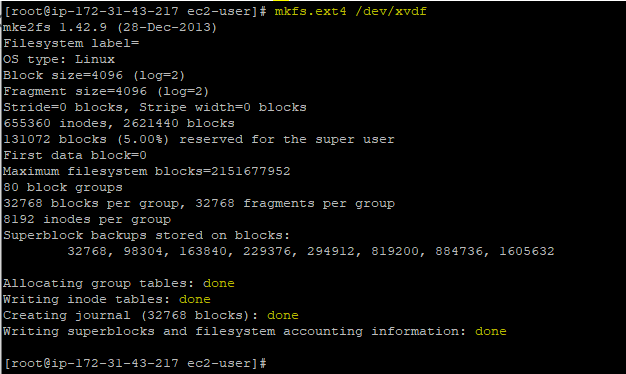 [root@ip-172-31-43-217 ec2-user]# mkfs.ext4 /dev/xvdf
mke2fs 1.42.9 (28-Dec-2013)
Filesystem label=
OS type: Linux
Block size=4096 (log=2)
Fragment size=4096 (log=2)
Stride=0 blocks, Stripe width=0 blocks
655360 inodes, 2621440 blocks
131072 blocks (5.00%) reserved for the super user
First data block=0
Maximum filesystem blocks=2151677952
80 block groups
32768 blocks per group, 32768 fragments per group
8192 inodes per group
Superblock backups stored on blocks:
        32768, 98304, 163840, 229376, 294912, 819200, 884736, 1605632
Allocating group tables: done
Writing inode tables: done
Creating journal (32768 blocks): done
Writing superblocks and filesystem accounting information: done
[root@ip-172-31-43-217 ec2-user]#